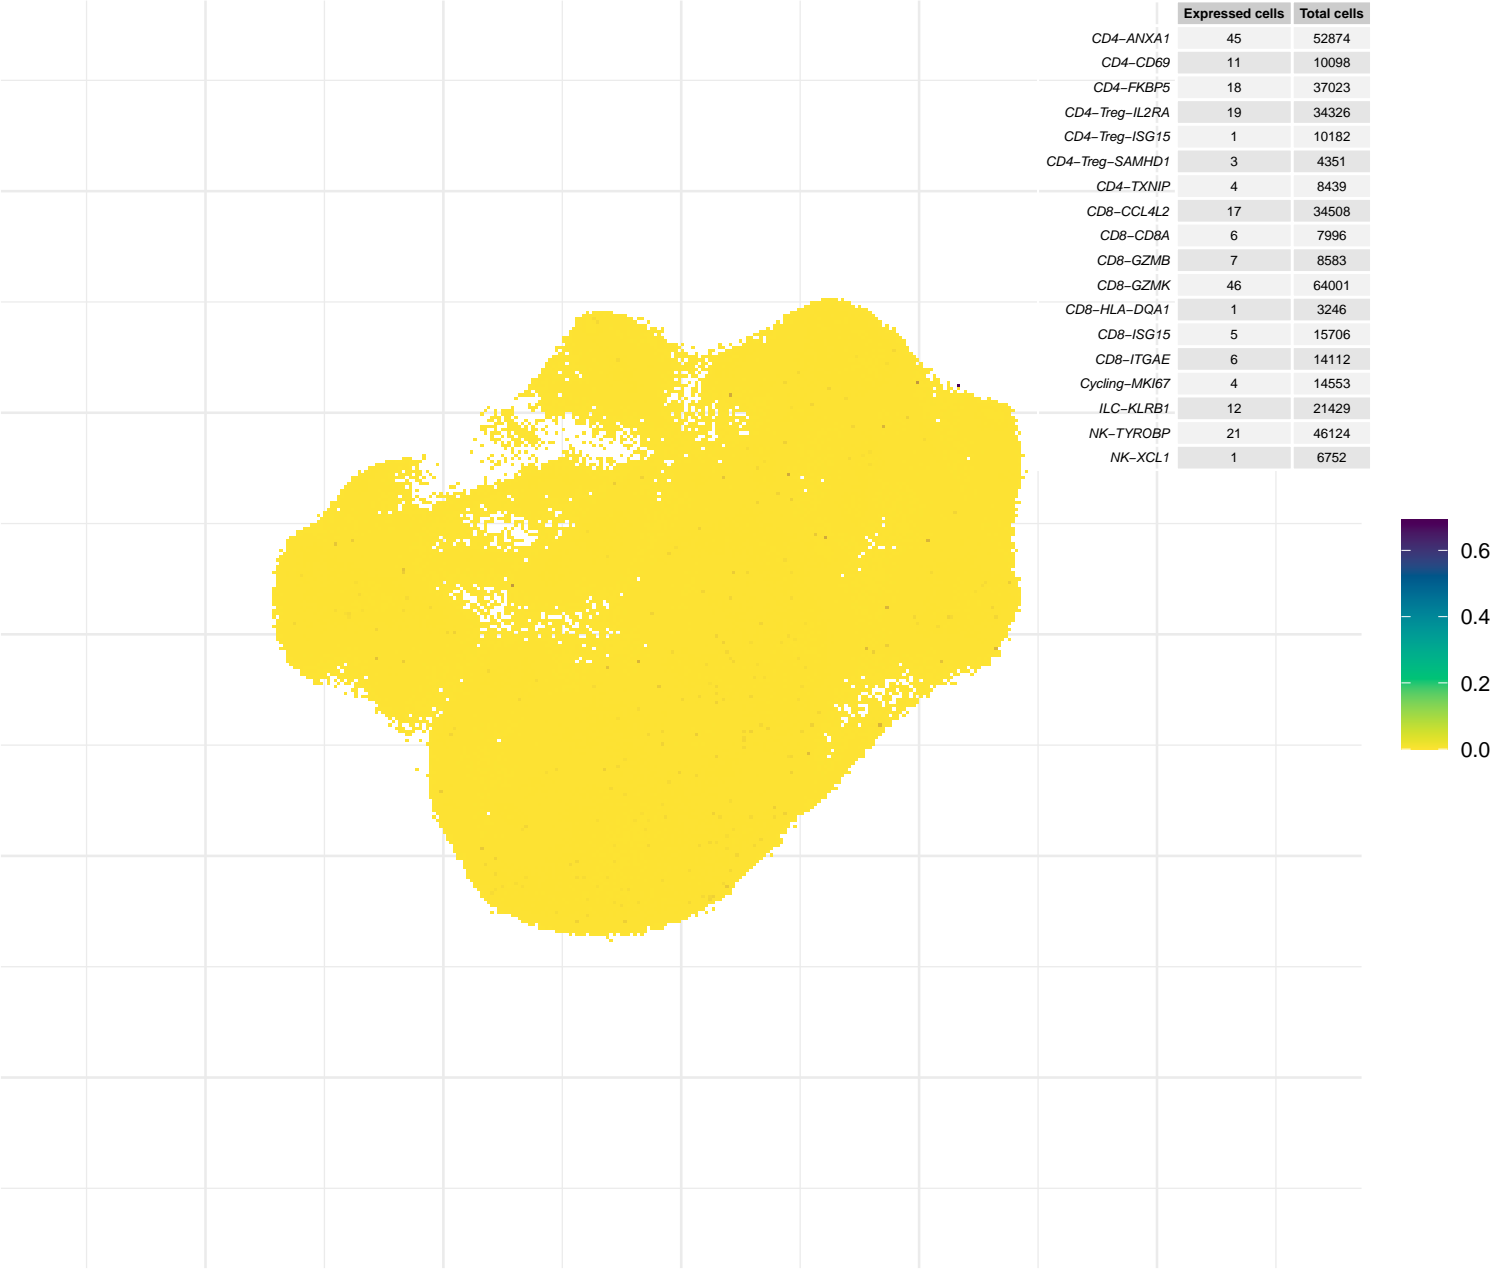 Expressed cells Total cells
CD4−ANXA1 45 52874
CD4−CD69 11 10098
CD4−FKBP5 18 37023
CD4−Treg−IL2RA 19 34326
CD4−Treg−ISG15 1 10182
CD4−Treg−SAMHD1 3 4351
CD4−TXNIP 4 8439
CD8−CCL4L2 17 34508
CD8−CD8A 6 7996
CD8−GZMB 7 8583
CD8−GZMK 46 64001
CD8−HLA−DQA1 1 3246
CD8−ISG15 5 15706
CD8−ITGAE 6 14112
Cycling−MKI67 4 14553
ILC−KLRB1 12 21429
NK−TYROBP 21 46124
NK−XCL1 1 6752
0.6
0.4
0.2
0.0